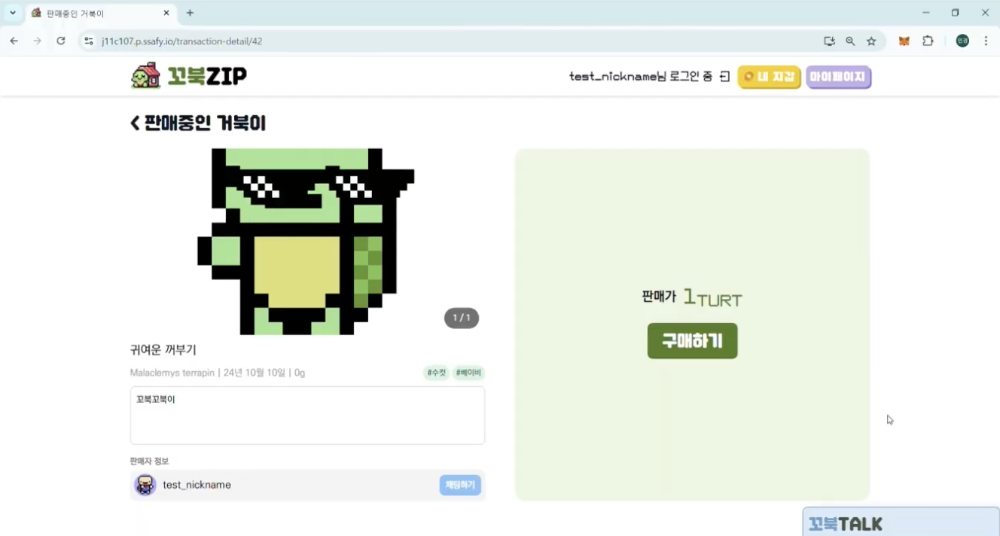 판매중인 거북이
j11c107.p.ssafy.io/transaction-detail/42
민경
꼬북ZIP
test_nickname님 로그인 중
내 지갑
마이페이지
판매중인 거북이
1 / 1
귀여운 꺼부기
Malaclemys terrapin | 24년 10월 10일 | 0g
#수컷 #베이비
꼬북꼬북이
판매자 정보
test_nickname
채팅하기
판매가 1TURT
구매하기
꼬북TALK